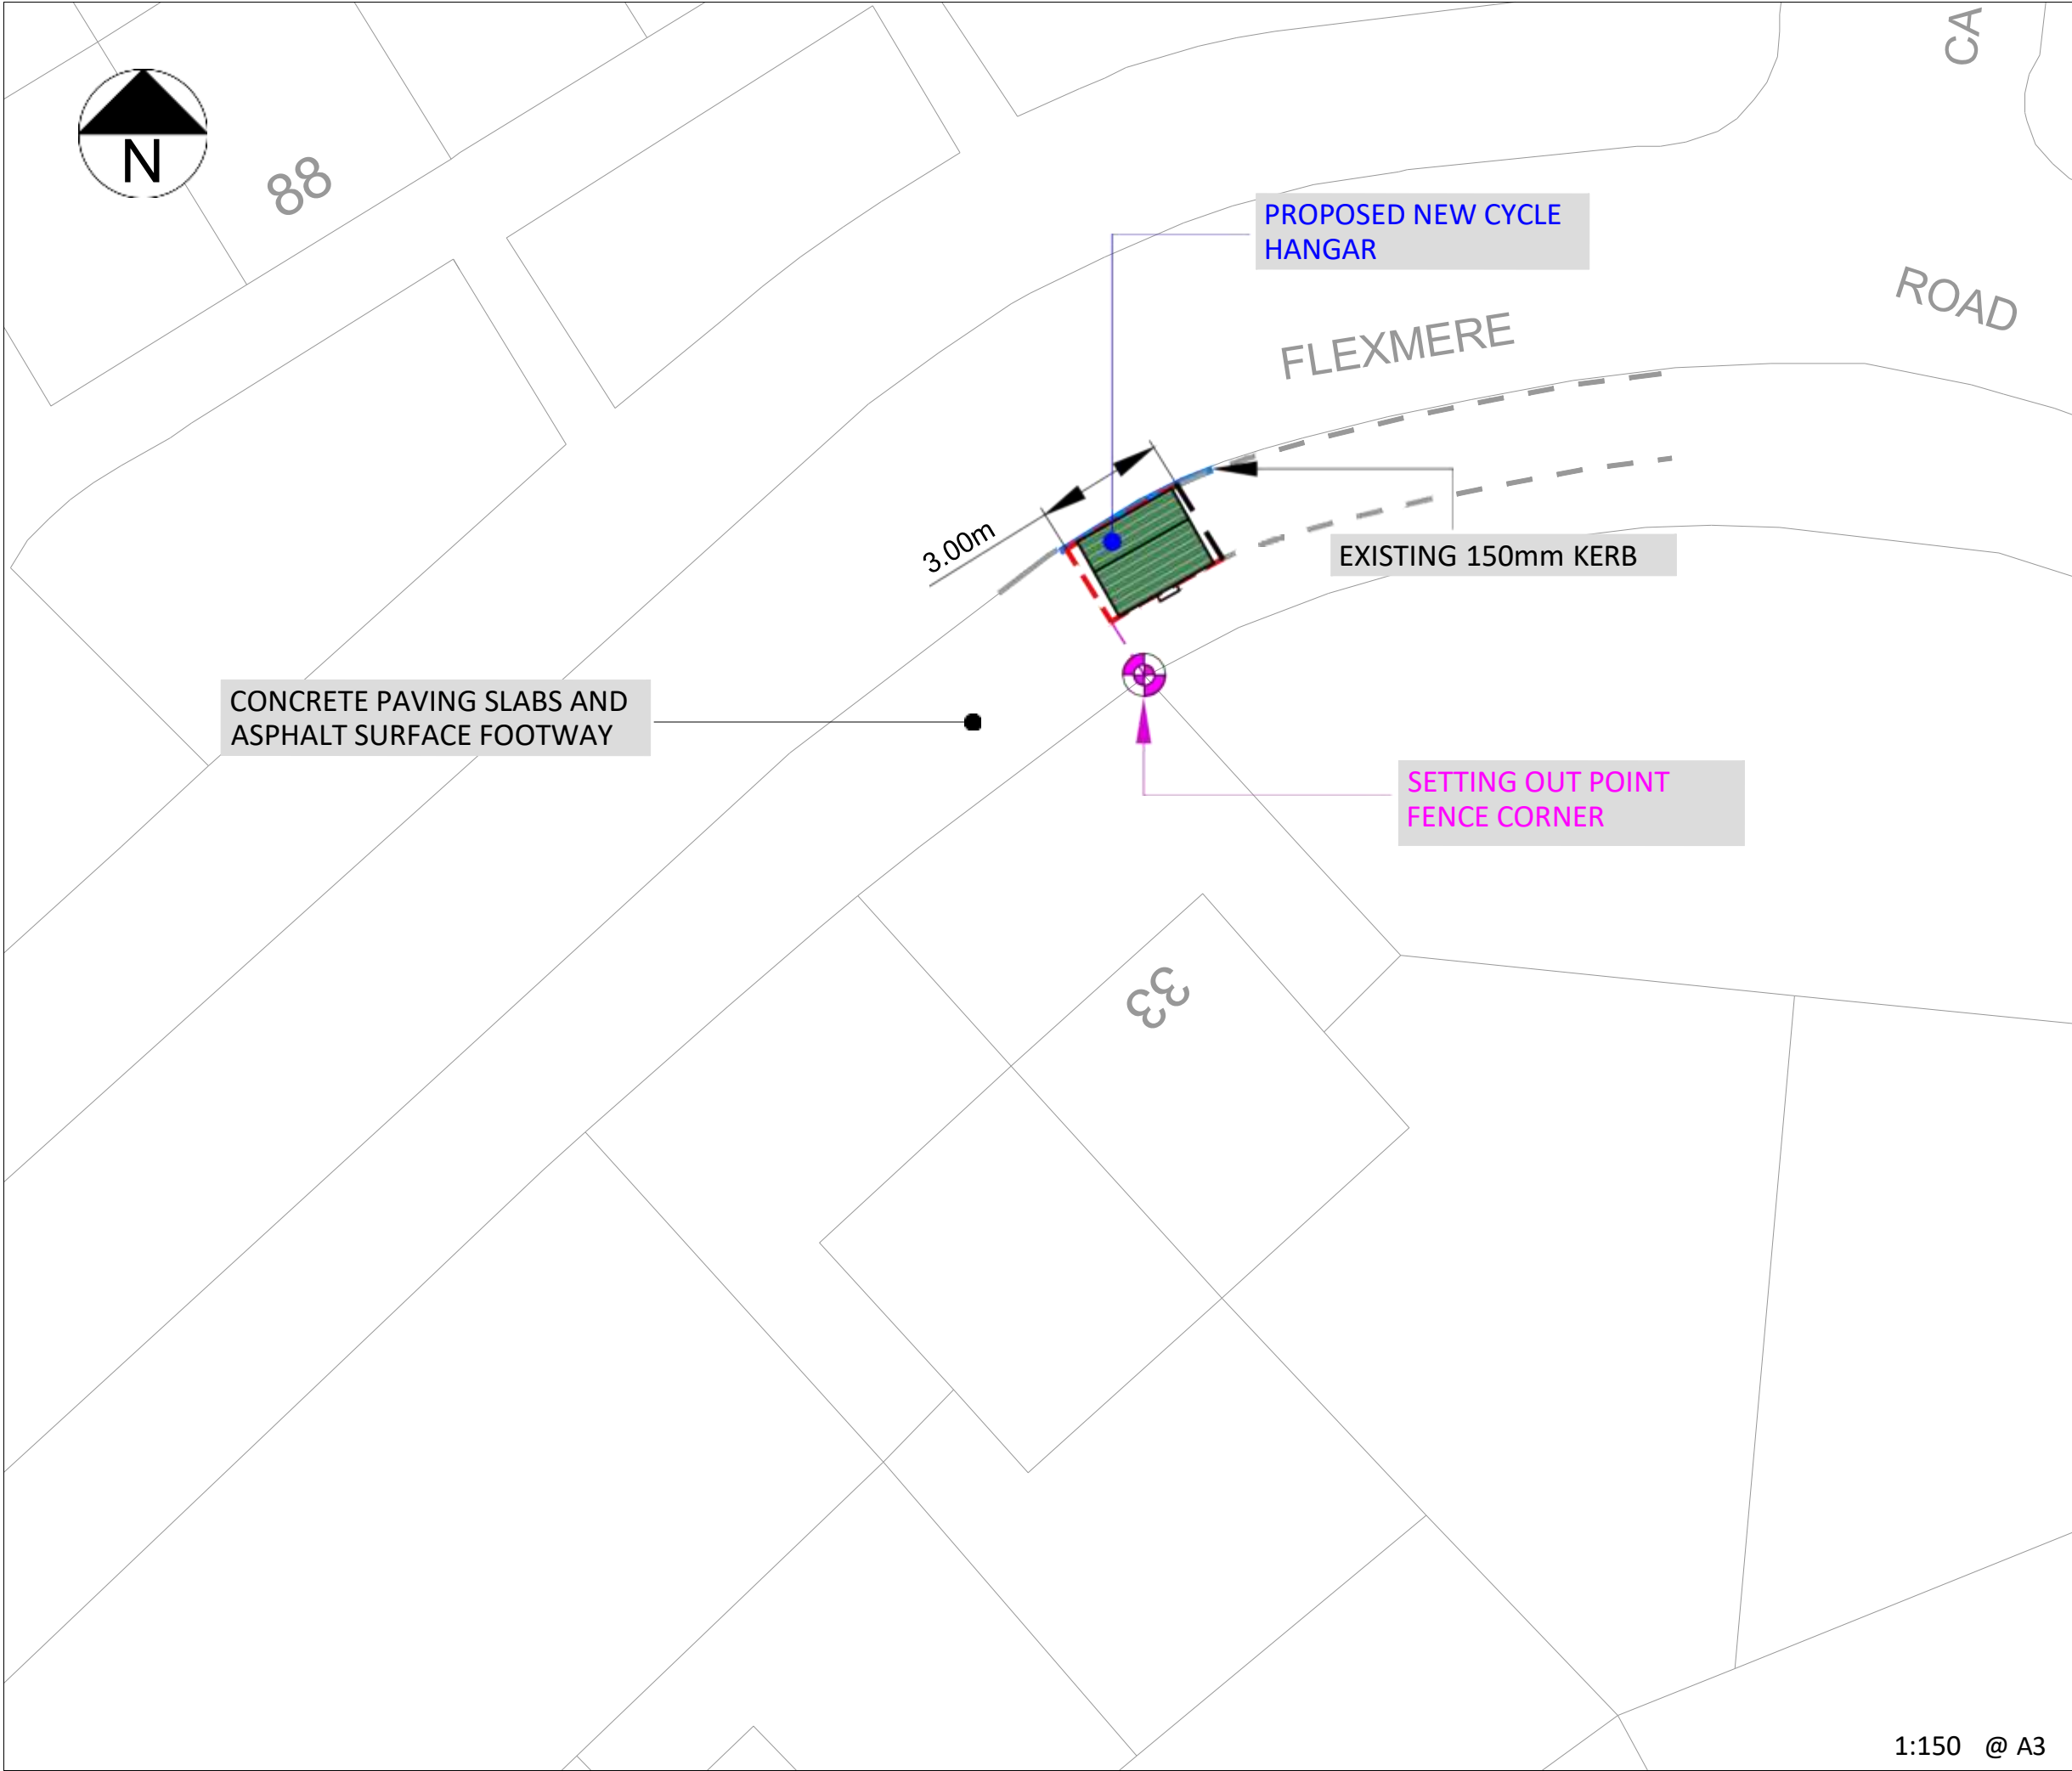 CA
N
88
PROPOSED NEW CYCLE
HANGAR
ROAD
FLEXMERE
3.00m
EXISTING 150mm KERB
CONCRETE PAVING SLABS AND
ASPHALT SURFACE FOOTWAY
SETTING OUT POINT
FENCE CORNER
33
1:150 @ A3